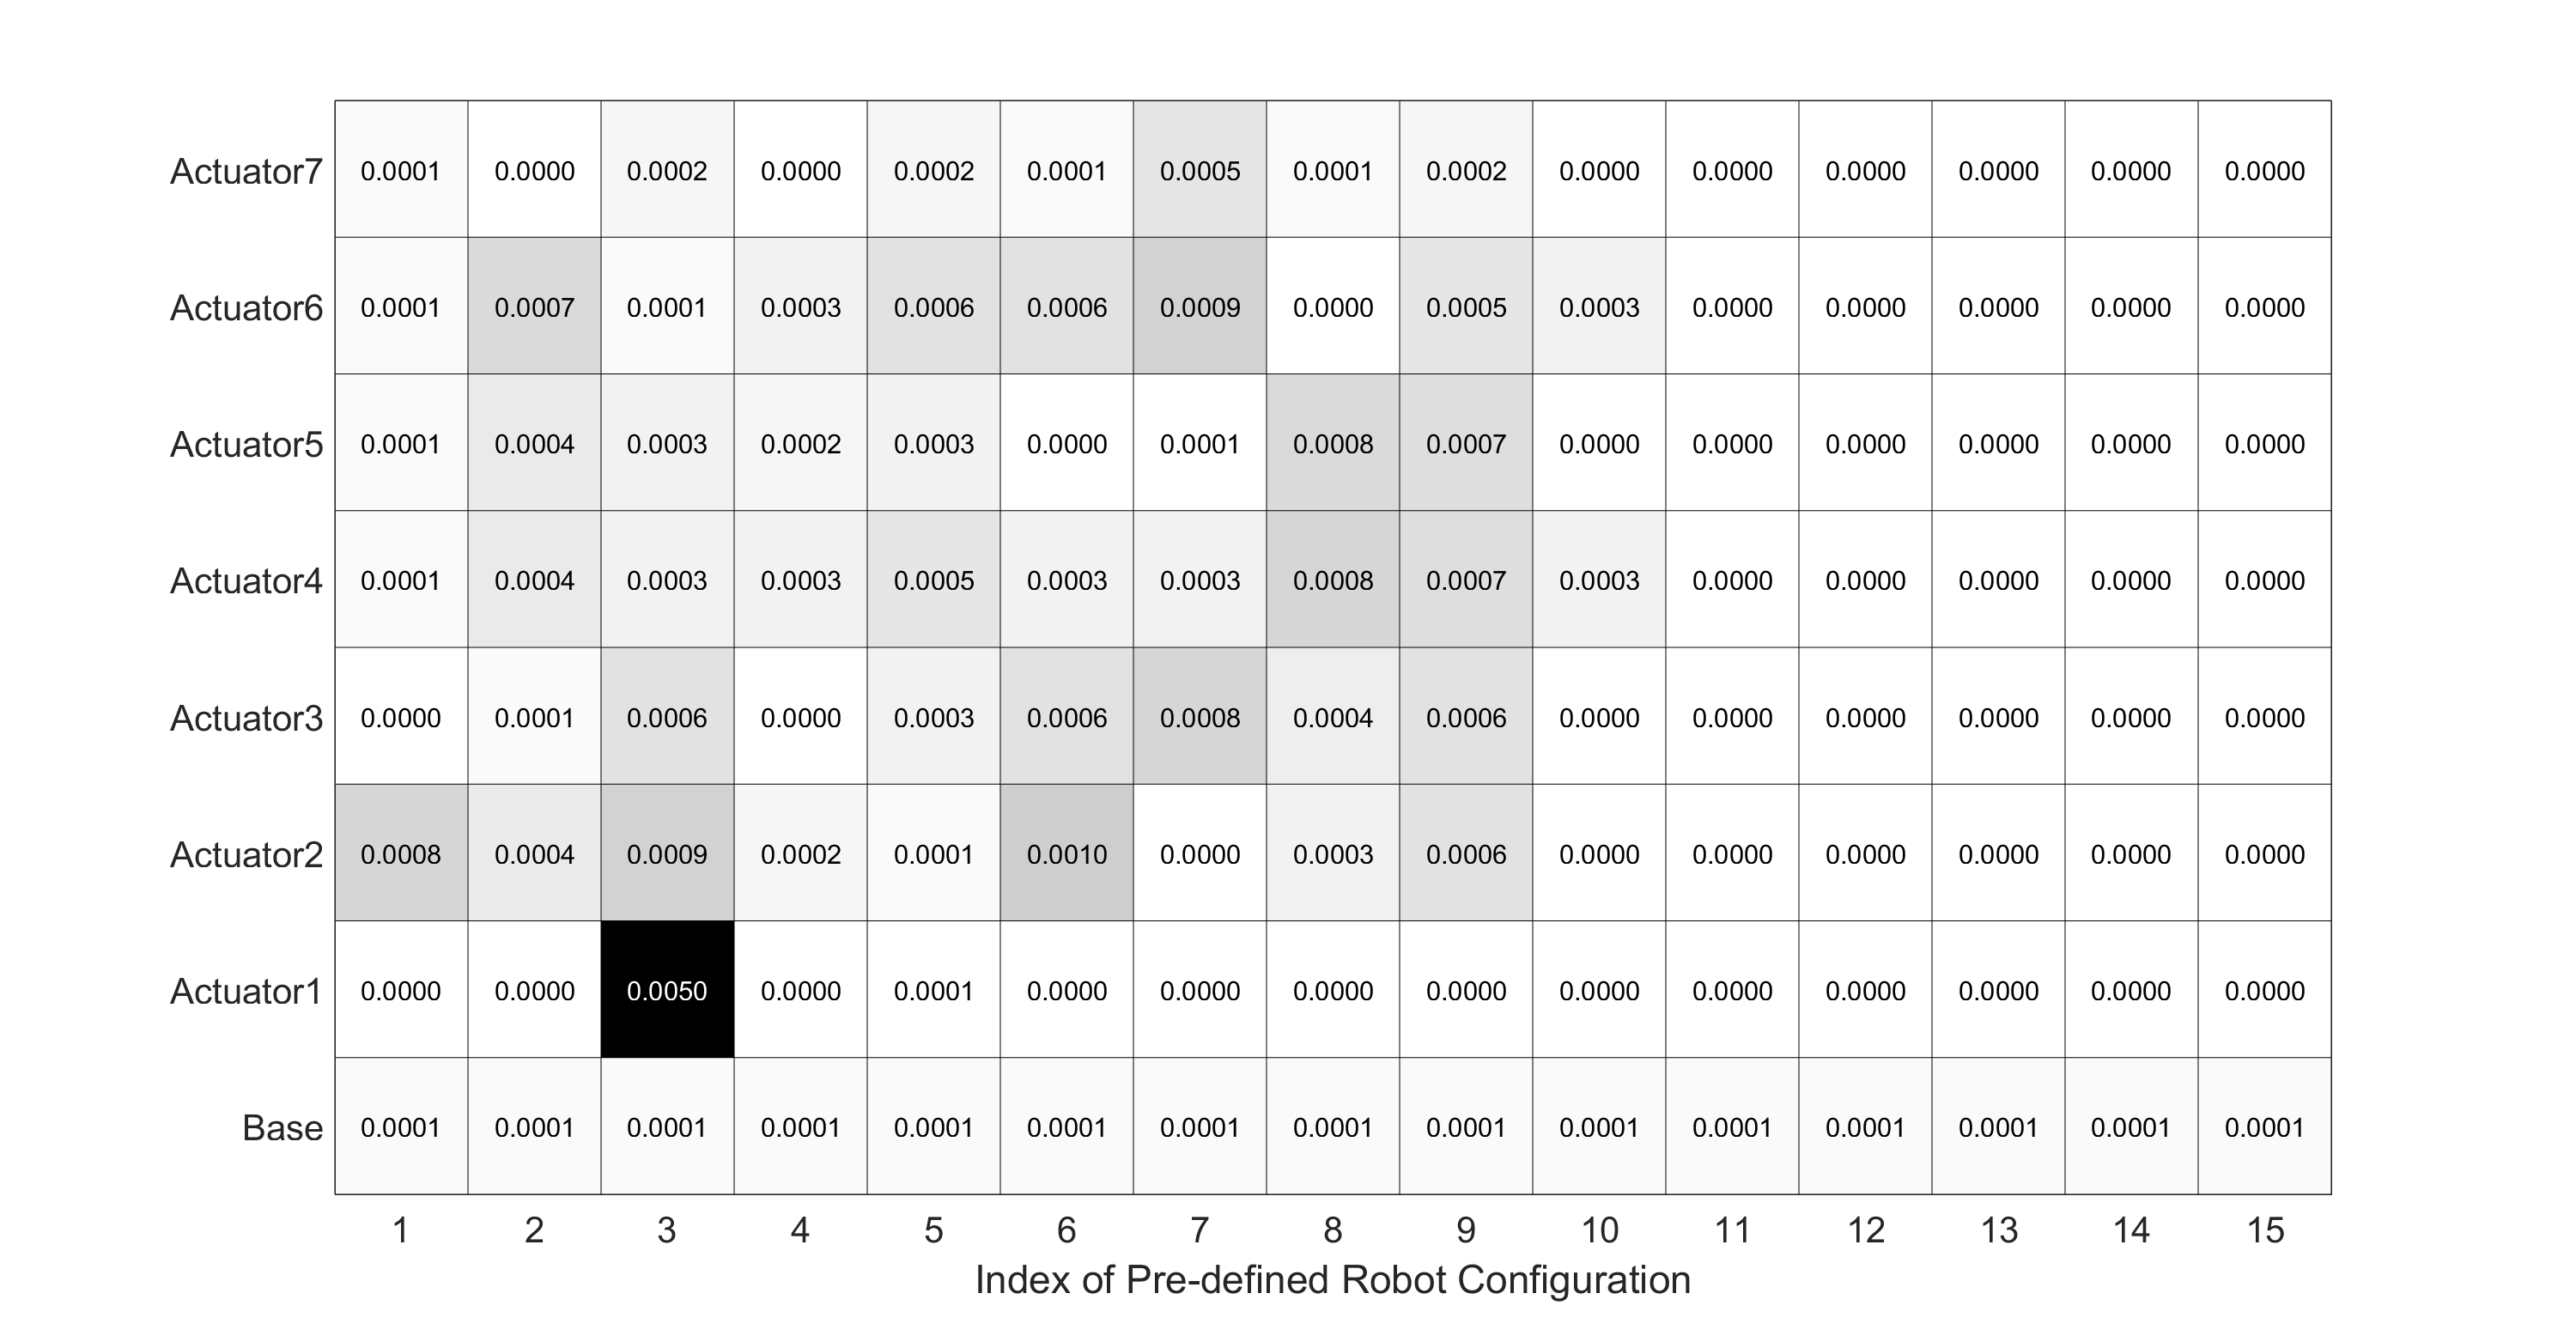 Actuator7 0.0001 0.0000 0.0002 0.0000 0.0002 0.0001 0.0005 0.0001 0.0002 0.0000 0.0000 0.0000 0.0000 0.0000 0.0000
Actuator6 0.0001 0.0007 0.0001 0.0003 0.0006 0.0006 0.0009 0.0000 0.0005 0.0003 0.0000 0.0000 0.0000 0.0000 0.0000
Actuator5 0.0001 0.0004 0.0003 0.0002 0.0003 0.0000 0.0001 0.0008 0.0007 0.0000 0.0000 0.0000 0.0000 0.0000 0.0000
Actuator4 0.0001 0.0004 0.0003 0.0003 0.0005 0.0003 0.0003 0.0008 0.0007 0.0003 0.0000 0.0000 0.0000 0.0000 0.0000
Actuator3 0.0000 0.0001 0.0006 0.0000 0.0003 0.0006 0.0008 0.0004 0.0006 0.0000 0.0000 0.0000 0.0000 0.0000 0.0000
Actuator2 0.0008 0.0004 0.0009 0.0002 0.0001 0.0010 0.0000 0.0003 0.0006 0.0000 0.0000 0.0000 0.0000 0.0000 0.0000
Actuator1 0.0000 0.0000 0.0050 0.0000 0.0001 0.0000 0.0000 0.0000 0.0000 0.0000 0.0000 0.0000 0.0000 0.0000 0.0000
Base 0.0001 0.0001 0.0001 0.0001 0.0001 0.0001 0.0001 0.0001 0.0001 0.0001 0.0001 0.0001 0.0001 0.0001 0.0001
1 2 3 4 5 6 7 8 9 10 11 12 13 14 15
Index of Pre-defined Robot Configuration